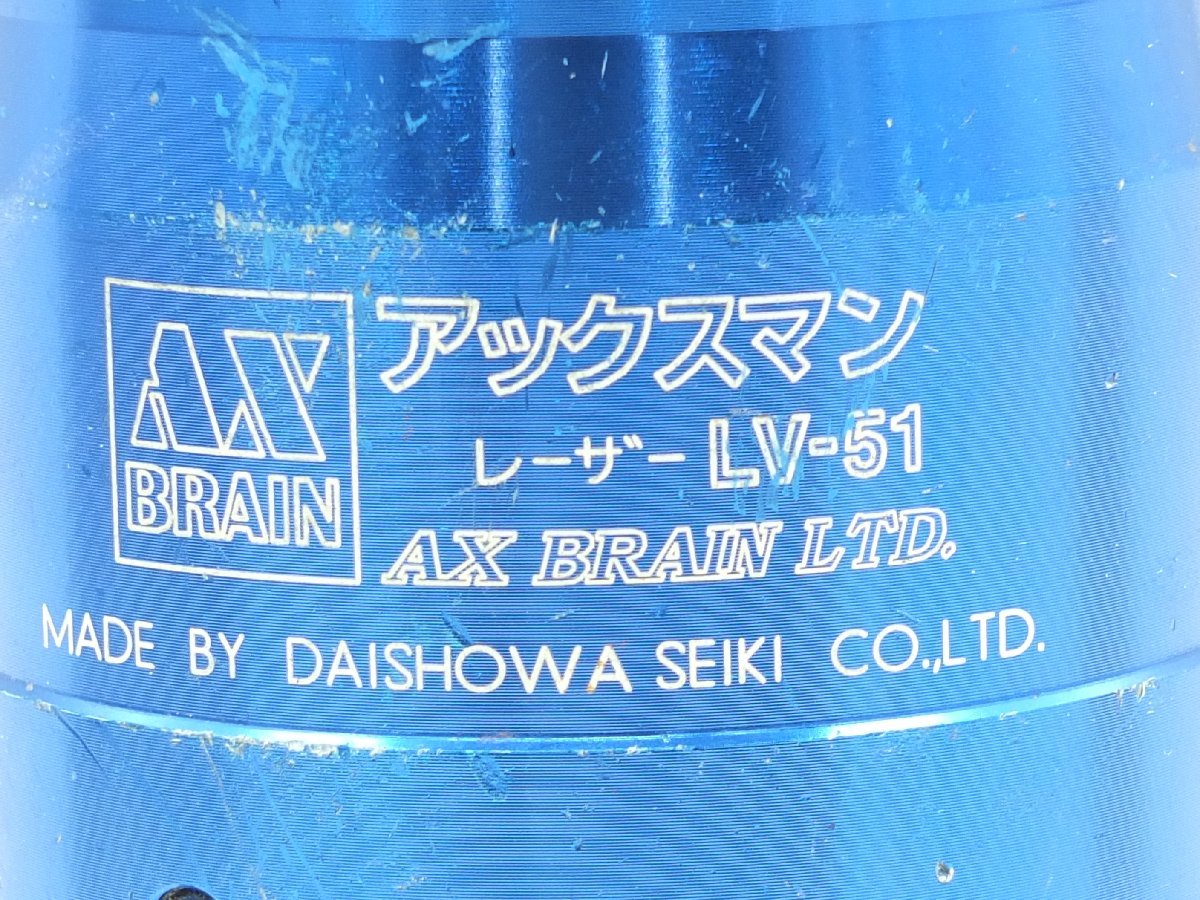 AX
BRAIN
アックスマン
レーザー LV-51
AX BRAIN LTD.
MADE BY DAISHOWA SEIKI CO.,LTD.